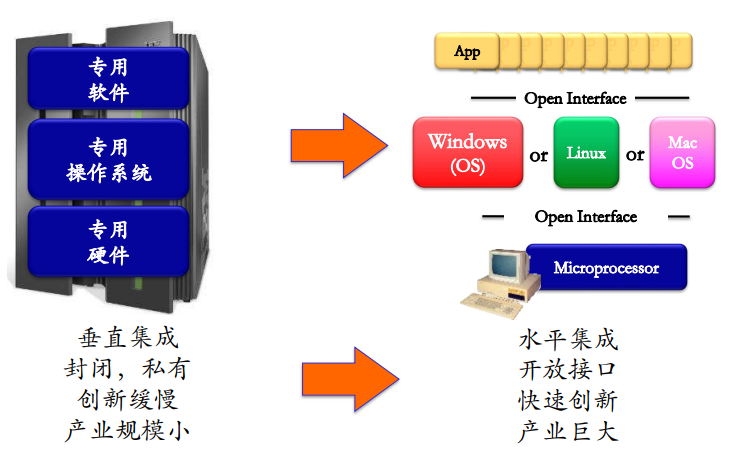 专用
软件
专用
操作系统
专用
硬件
垂直集成
封闭，私有
创新缓慢
产业规模小
App
Open Interface
Windows
(OS)
or
Linux
or
Mac
OS
Open Interface
Microprocessor
水平集成
开放接口
快速创新
产业巨大